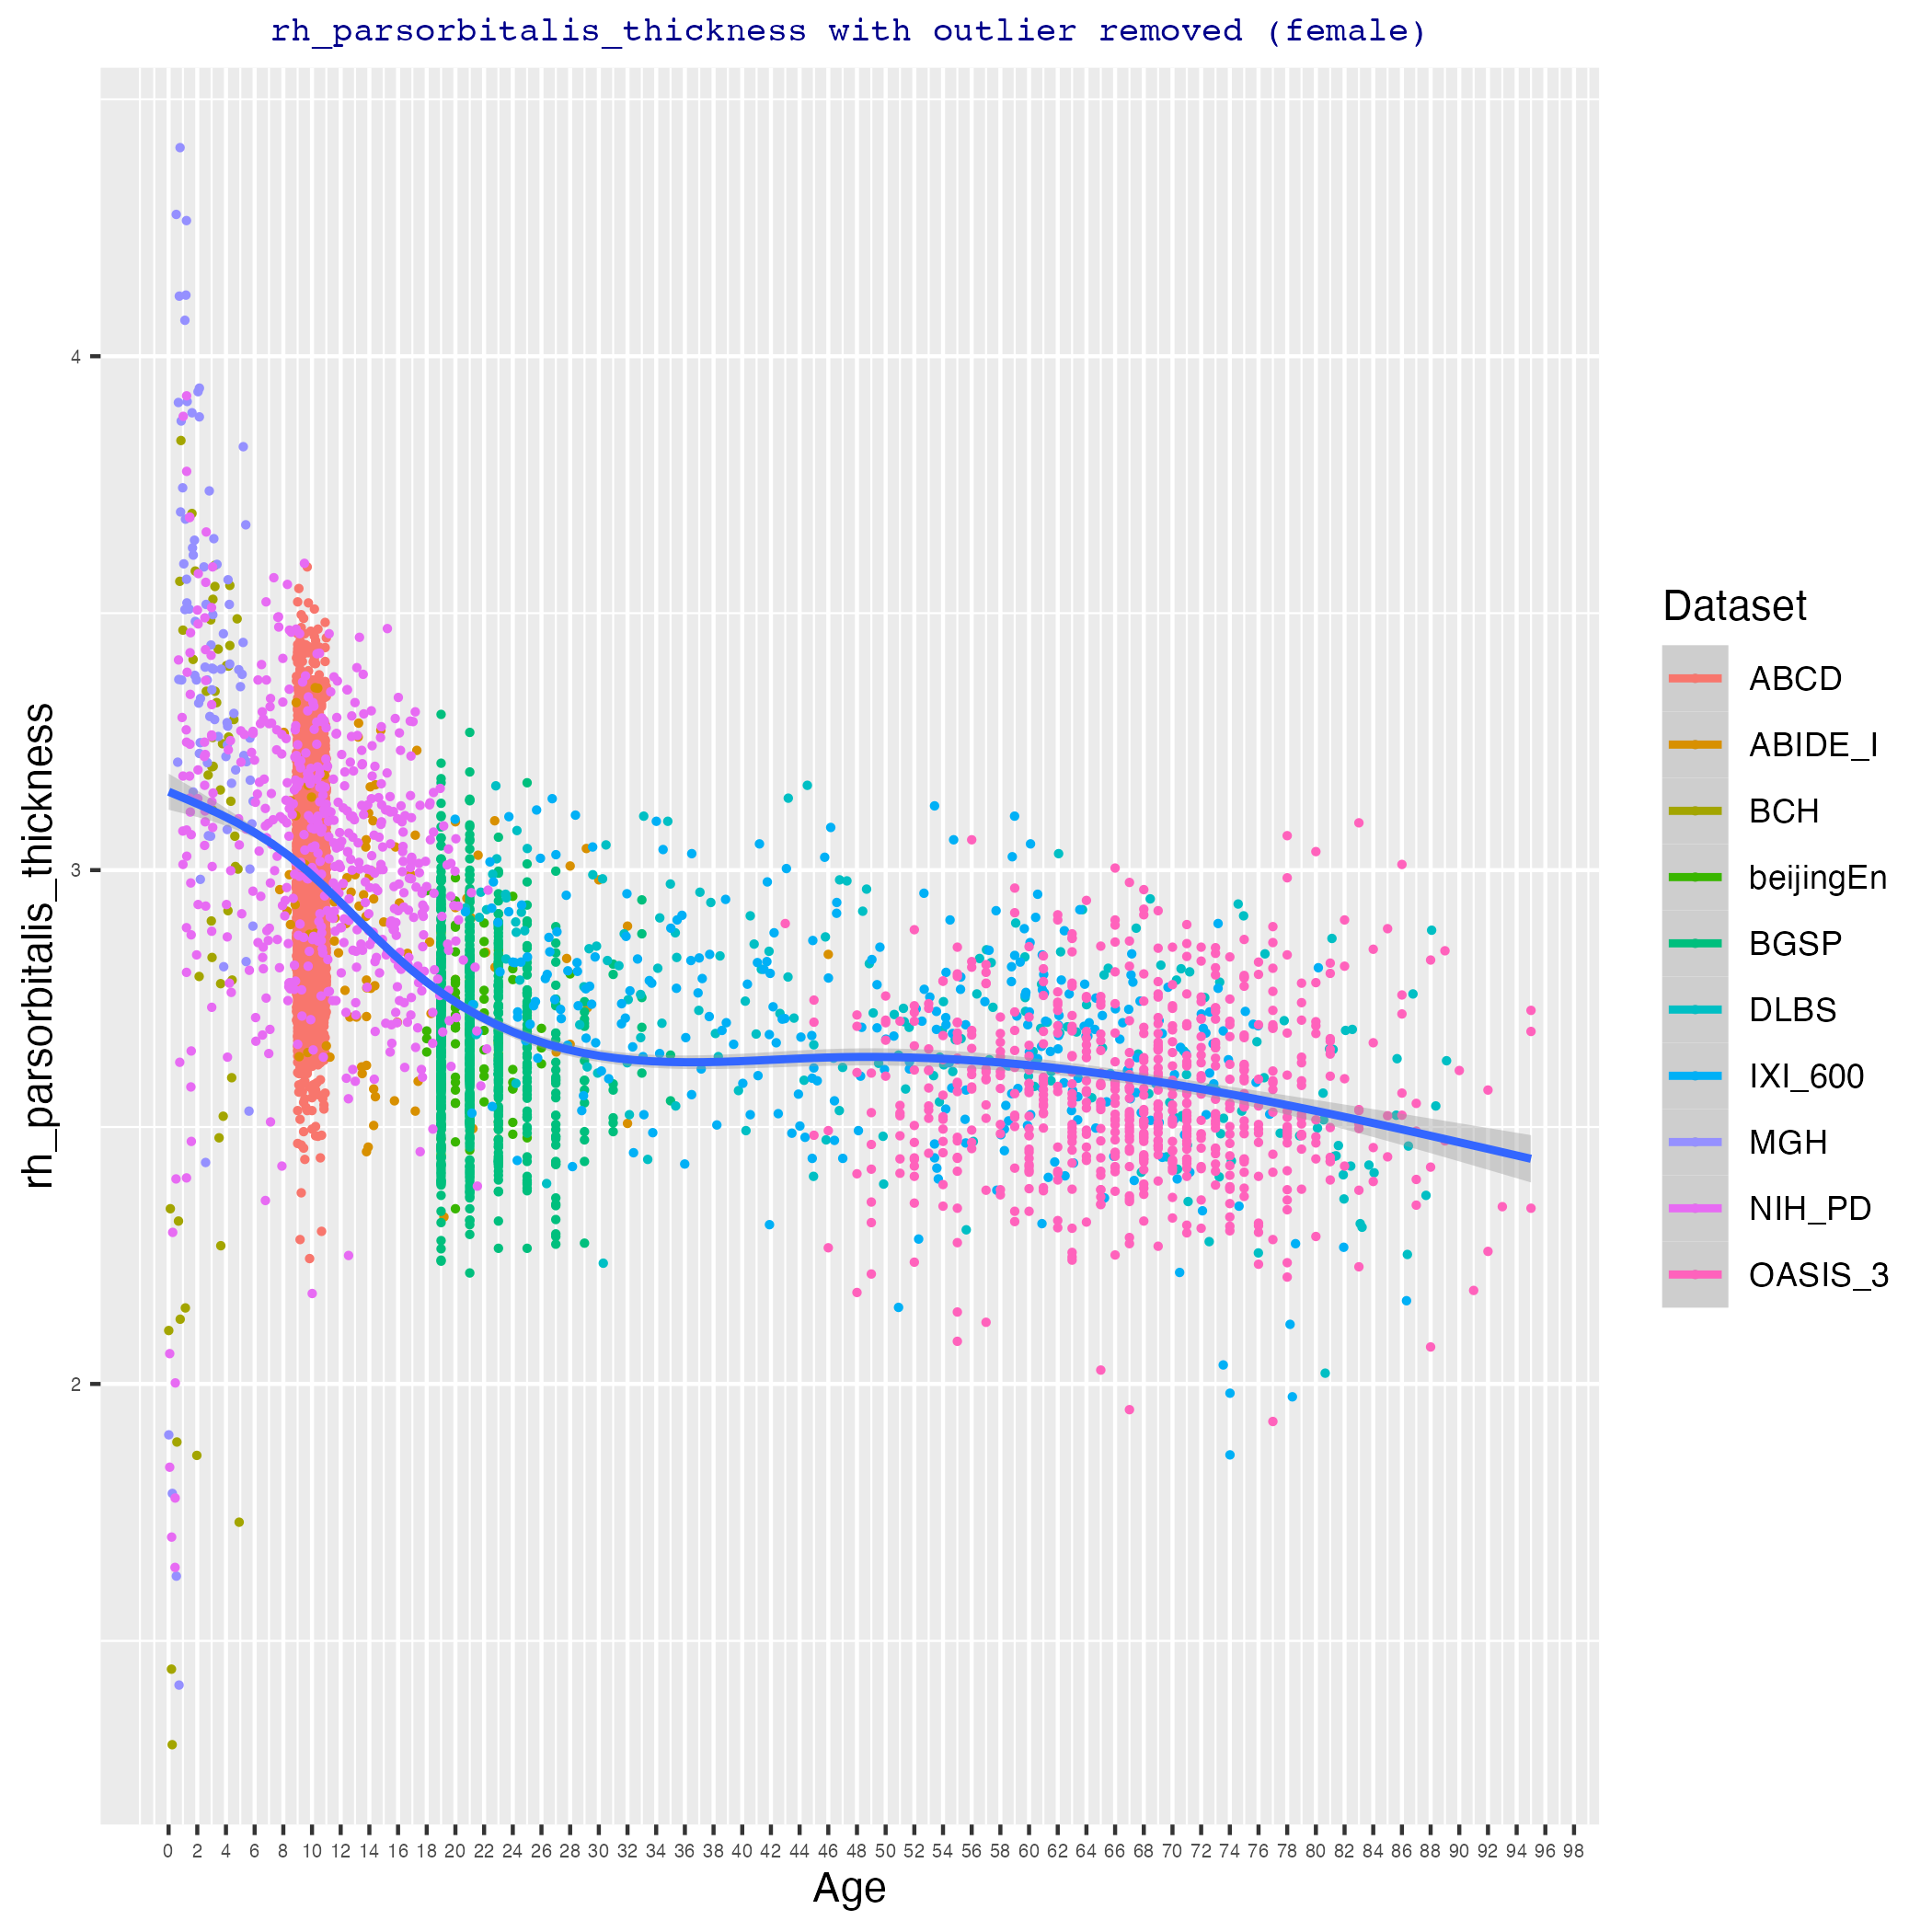 rh_parsorbitalis_thickness with outlier removed (female)
rh_parsorbitalis_thickness
4
3
2
0 2 4 6 8 10 12 14 16 18 20 22 24 26 28 30 32 34 36 38 40 42 44 46 48 50 52 54 56 58 60 62 64 66 68 70 72 74 76 78 80 82 84 86 88 90 92 94 96 98
Age
Dataset
ABCD
ABIDE_I
BCH
beijingEn
BGSP
DLBS
IXI_600
MGH
NIH_PD
OASIS_3